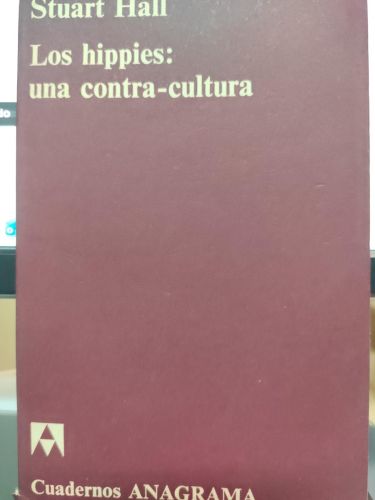 Stuart Hall
Los hippies:
una contra-cultura
Cuadernos ANAGRAMA